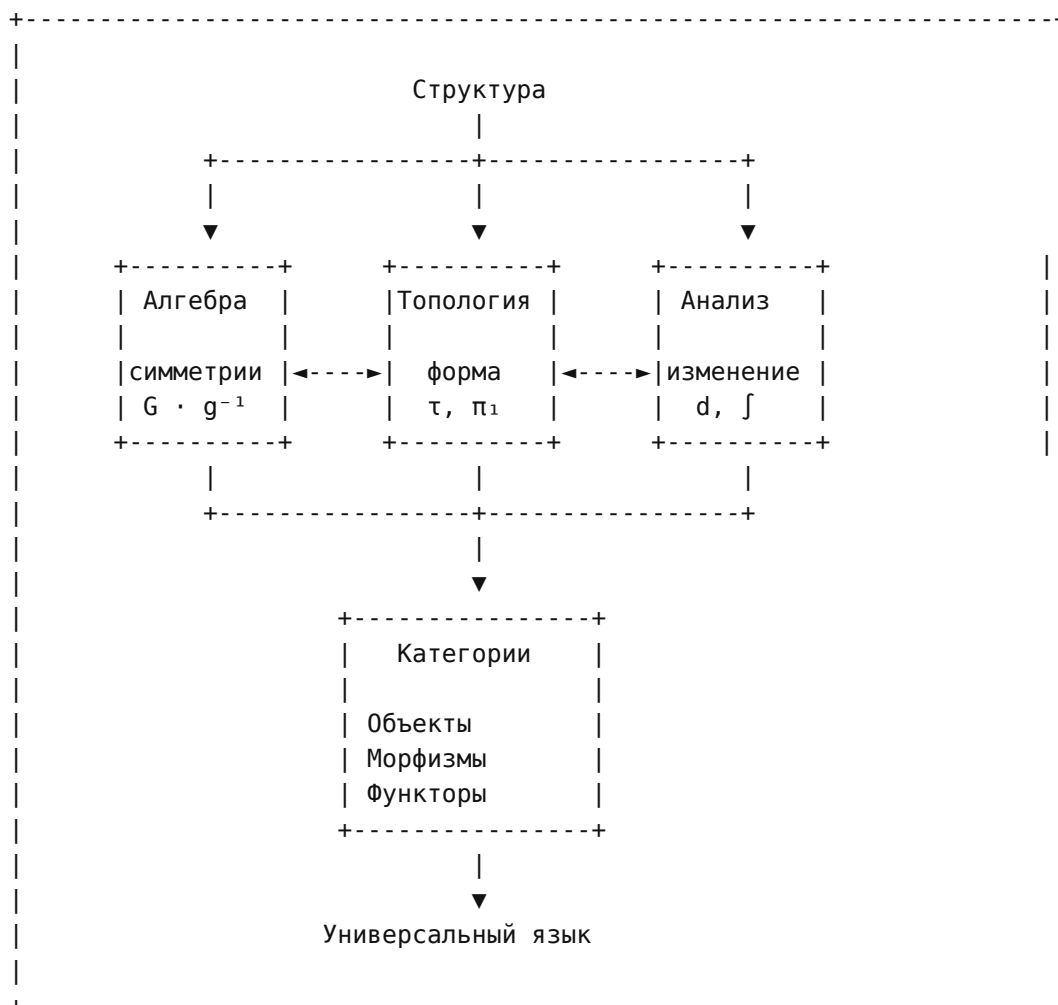 Структура
Алгебра Топология Анализ
симметрии форма изменение
G · g⁻¹ τ, π₁ d, ∫
Категории
Объекты
Морфизмы
Функторы
Универсальный язык